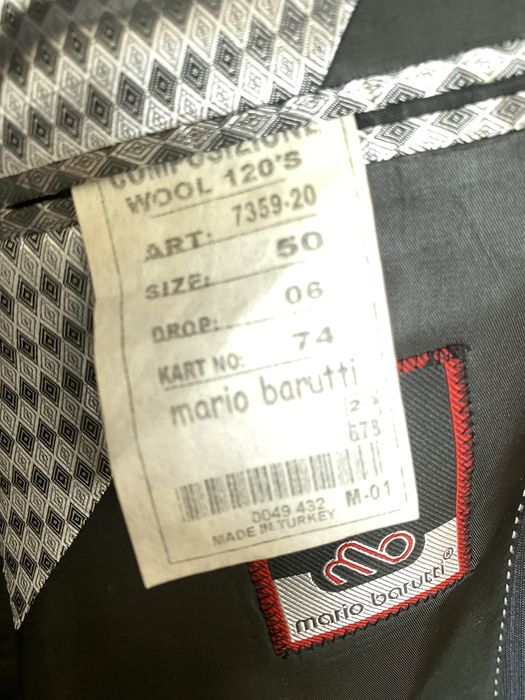 COMPOSIZIONE
WOOL 120'S
ART: 7359-20
SIZE: 50
DROP: 06
KART NO: 74
mario barutti
678
0049 432 M-01
MADE IN TURKEY
mario barutti®